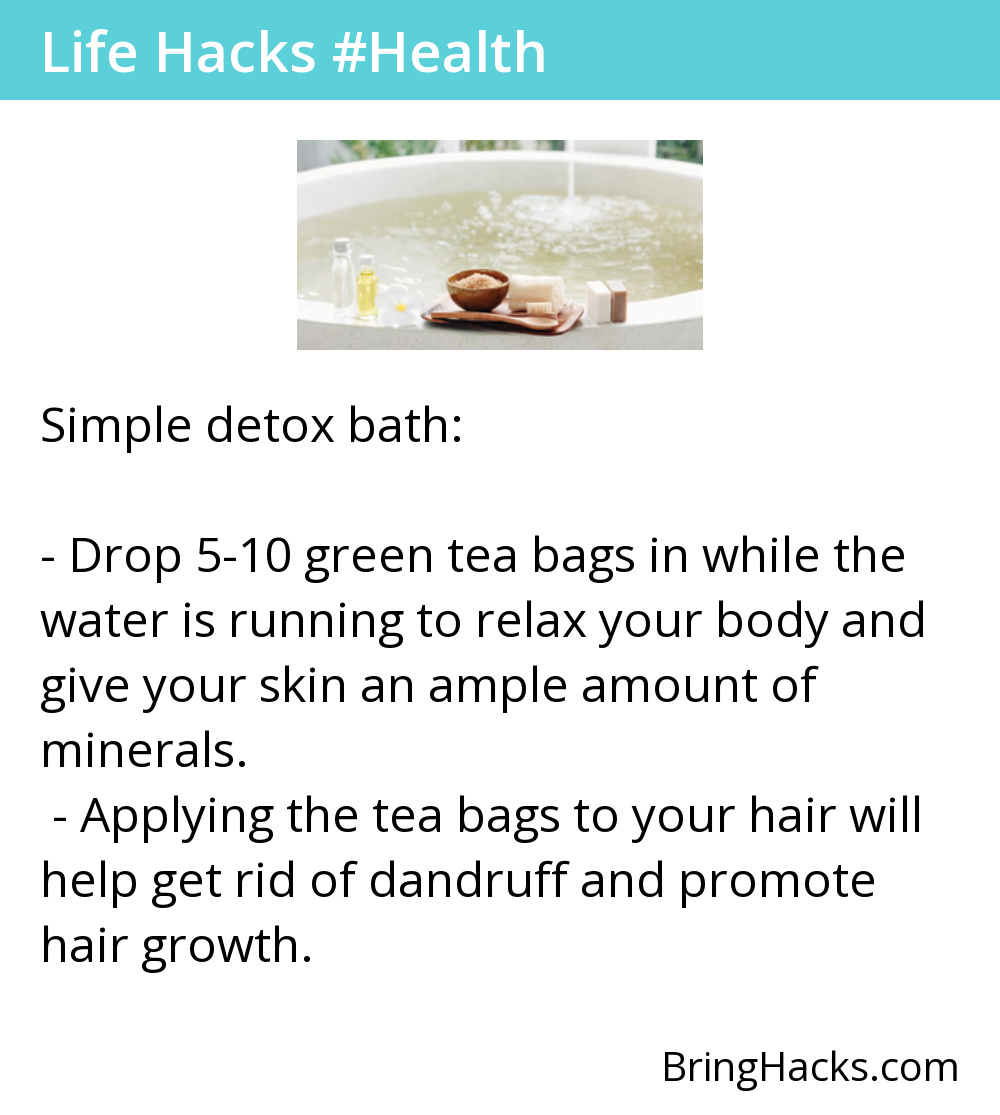 Life Hacks #Health
Simple detox bath:
- Drop 5-10 green tea bags in while the
water is running to relax your body and
give your skin an ample amount of
minerals.
- Applying the tea bags to your hair will
help get rid of dandruff and promote
hair growth.
BringHacks.com